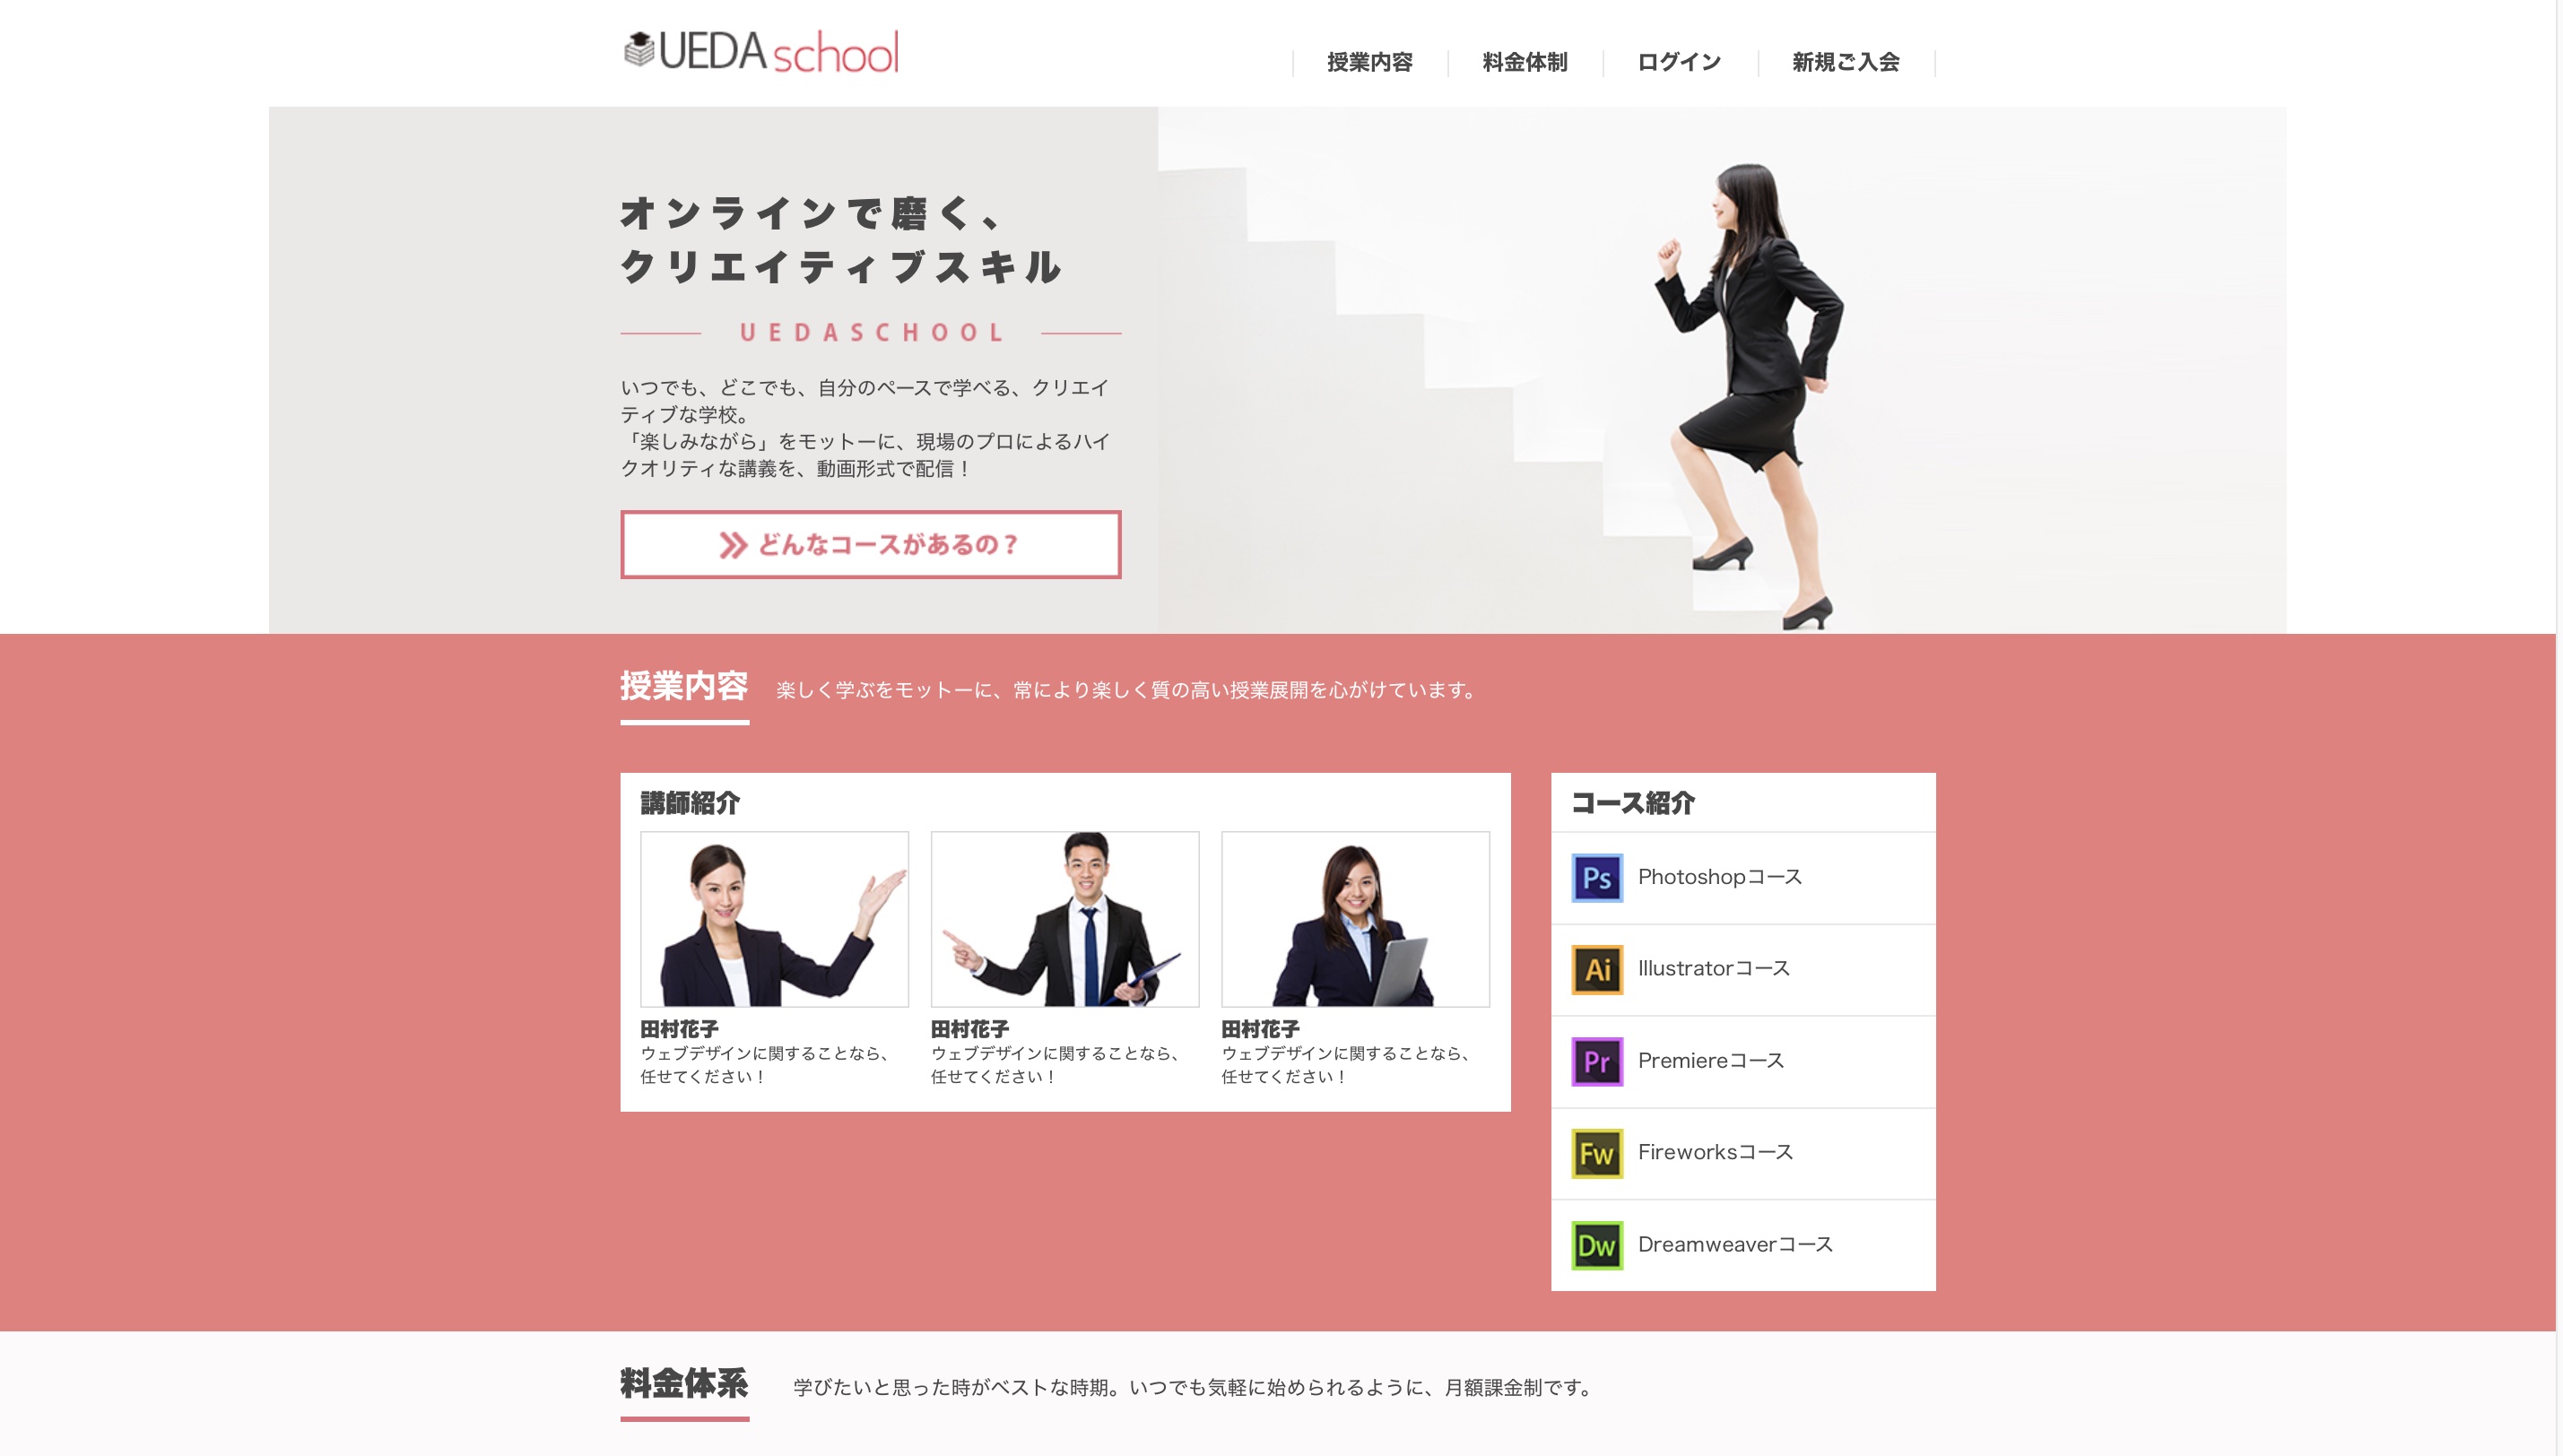 UEDA school
授業内容
料金体制
ログイン
新規ご入会
オンラインで磨く、
クリエイティブスキル
UEDASCHOOL
いつでも、どこでも、自分のペースで学べる、クリエイ
ティブな学校。
「楽しみながら」をモットーに、現場のプロによるハイ
クオリティな講義を、動画形式で配信！
どんなコースがあるの？
授業内容
楽しく学ぶをモットーに、常により楽しく質の高い授業展開を心がけています。
講師紹介
田村花子
ウェブデザインに関することなら、
任せてください！
田村花子
ウェブデザインに関することなら、
任せてください！
田村花子
ウェブデザインに関することなら、
任せてください！
コース紹介
Ps Photoshopコース
Ai Illustratorコース
Pr Premiereコース
Fw Fireworksコース
Dw Dreamweaverコース
料金体系
学びたいと思った時がベストな時期。いつでも気軽に始められるように、月額課金制です。